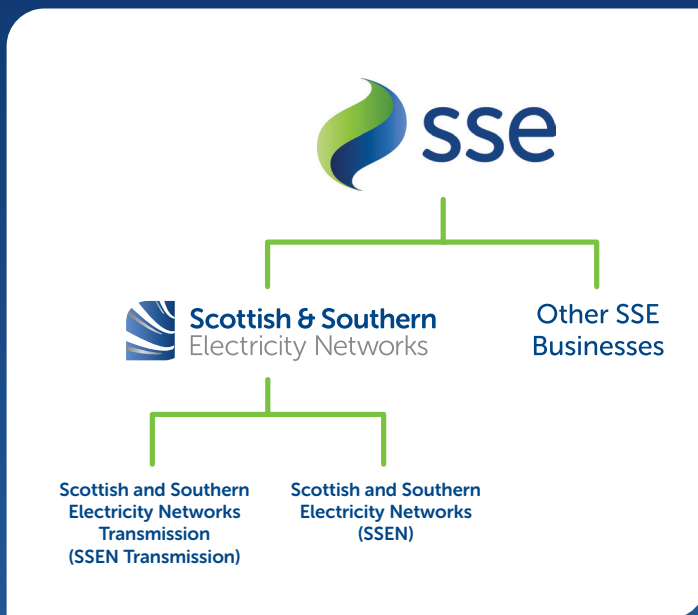 sse
Scottish & Southern
Electricity Networks
Other SSE
Businesses
Scottish and Southern
Electricity Networks
Transmission
(SSEN Transmission)
Scottish and Southern
Electricity Networks
(SSEN)